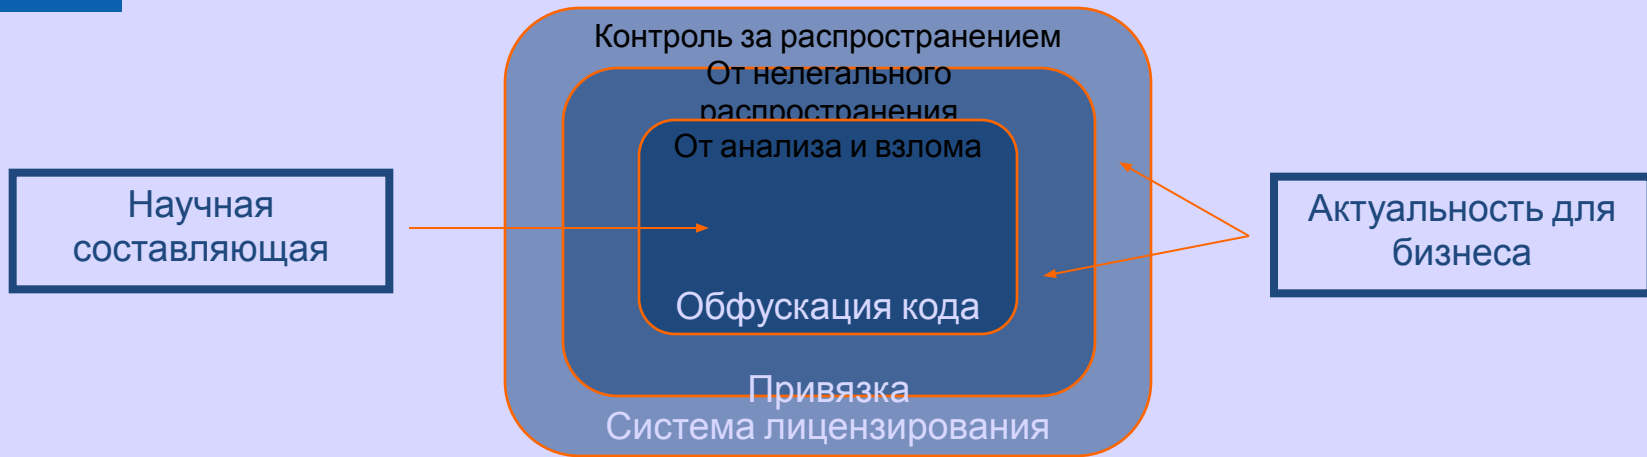 Контроль за распространением
От нелегального
распространения
От анализа и взлома
Научная
составляющая
Актуальность для
бизнеса
Обфускация кода
Привязка
Система лицензирования